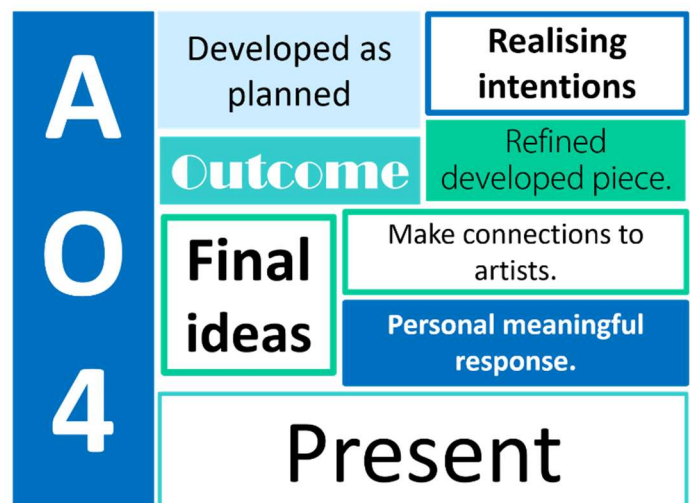 A
O
4
Developed as
planned
Realising
intentions
Outcome
Refined
developed piece.
Final
ideas
Make connections to
artists.
Personal meaningful
response.
Present